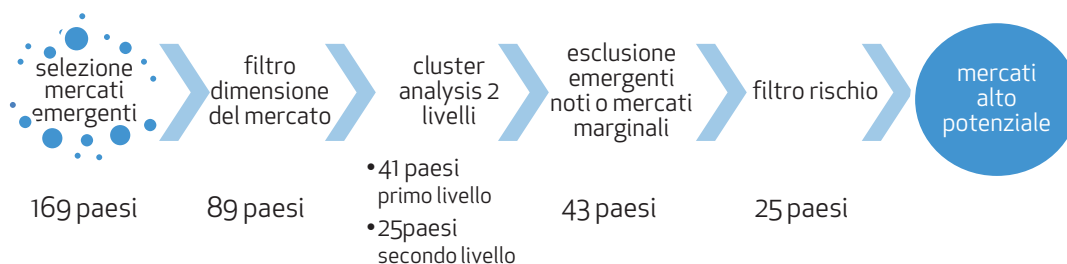 selezione
mercati
emergenti
filtro
dimensione
del mercato
cluster
analysis 2
livelli
esclusione
emergenti
noti o mercati
marginali
filtro rischio
mercati
alto
potenziale
169 paesi
89 paesi
•41 paesi
primo livello
•25paesi
secondo livello
43 paesi
25 paesi